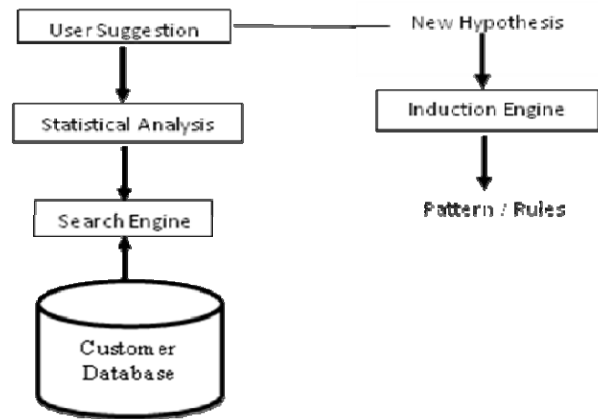 User Suggestion
New Hypothesis
Statistical Analysis
Induction Engine
Search Engine
Pattern / Rules
Customer
Database